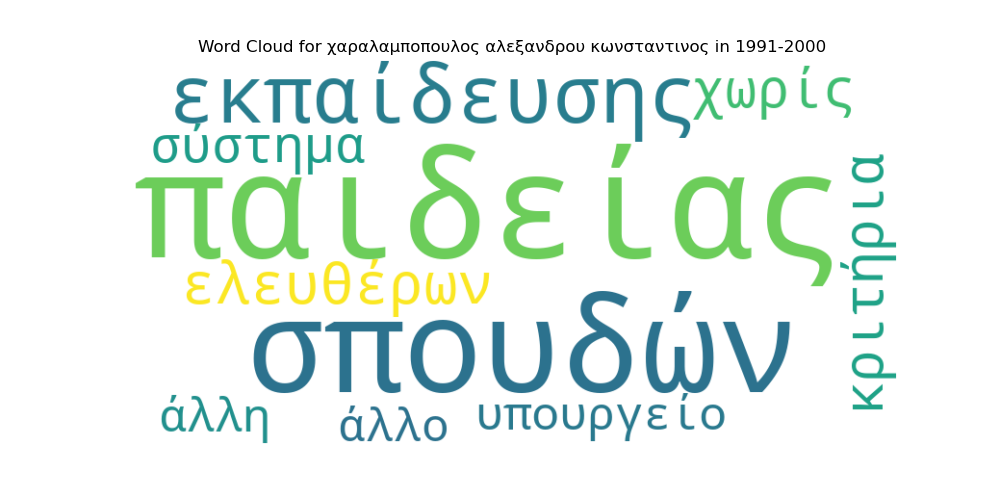 Word Cloud for χαραλαμποπουλος αλεξανδρου κωνσταντινος in 1991-2000
εκπαίδευσης
χωρίς
σύστημα
παιδείας
κριτήρια
ελευθέρων
σπουδών
άλλη
άλλο
υπουργείο